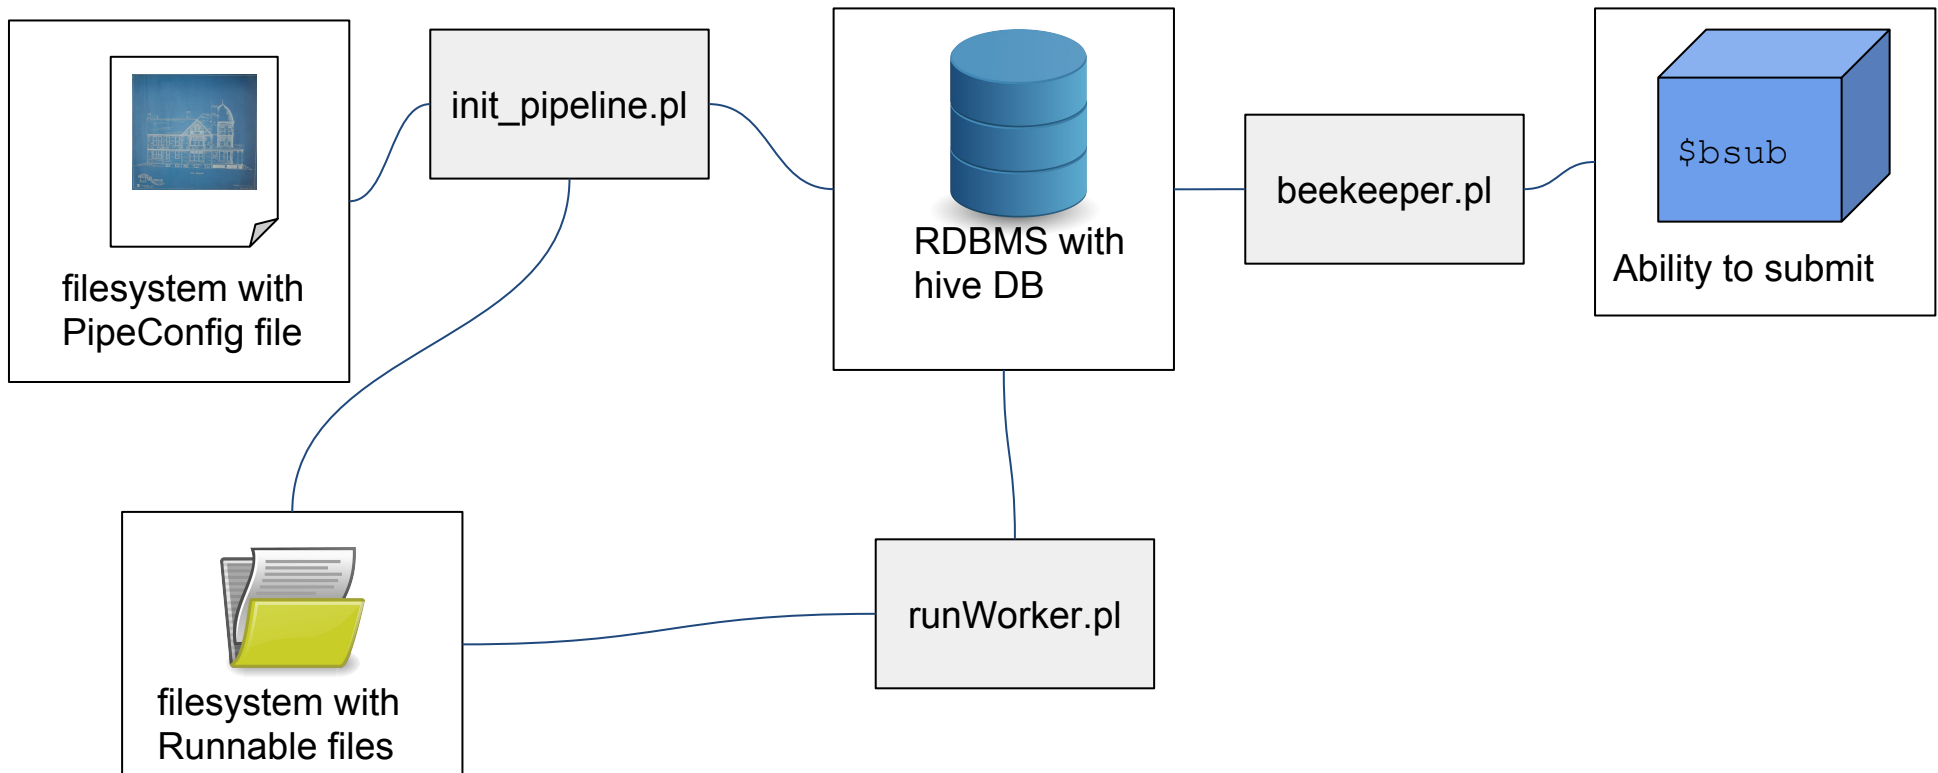 init_pipeline.pl
$bsub
beekeeper.pl
RDBMS with
hive DB
Ability to submit
filesystem with
PipeConfig file
runWorker.pl
filesystem with
Runnable files